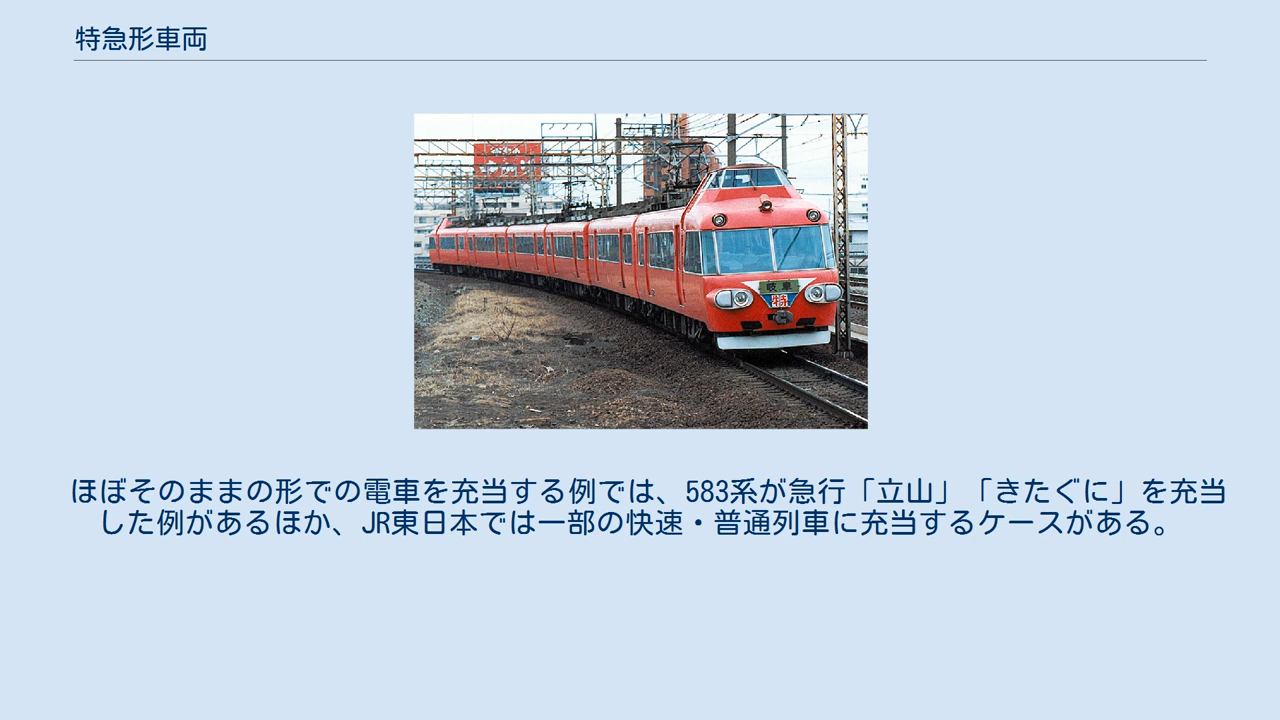 特急形車両
特急
ほぼそのままの形での電車を充当する例では、583系が急行「立山」「きたぐに」を充当
した例があるほか、JR東日本では一部の快速・普通列車に充当するケースがある。